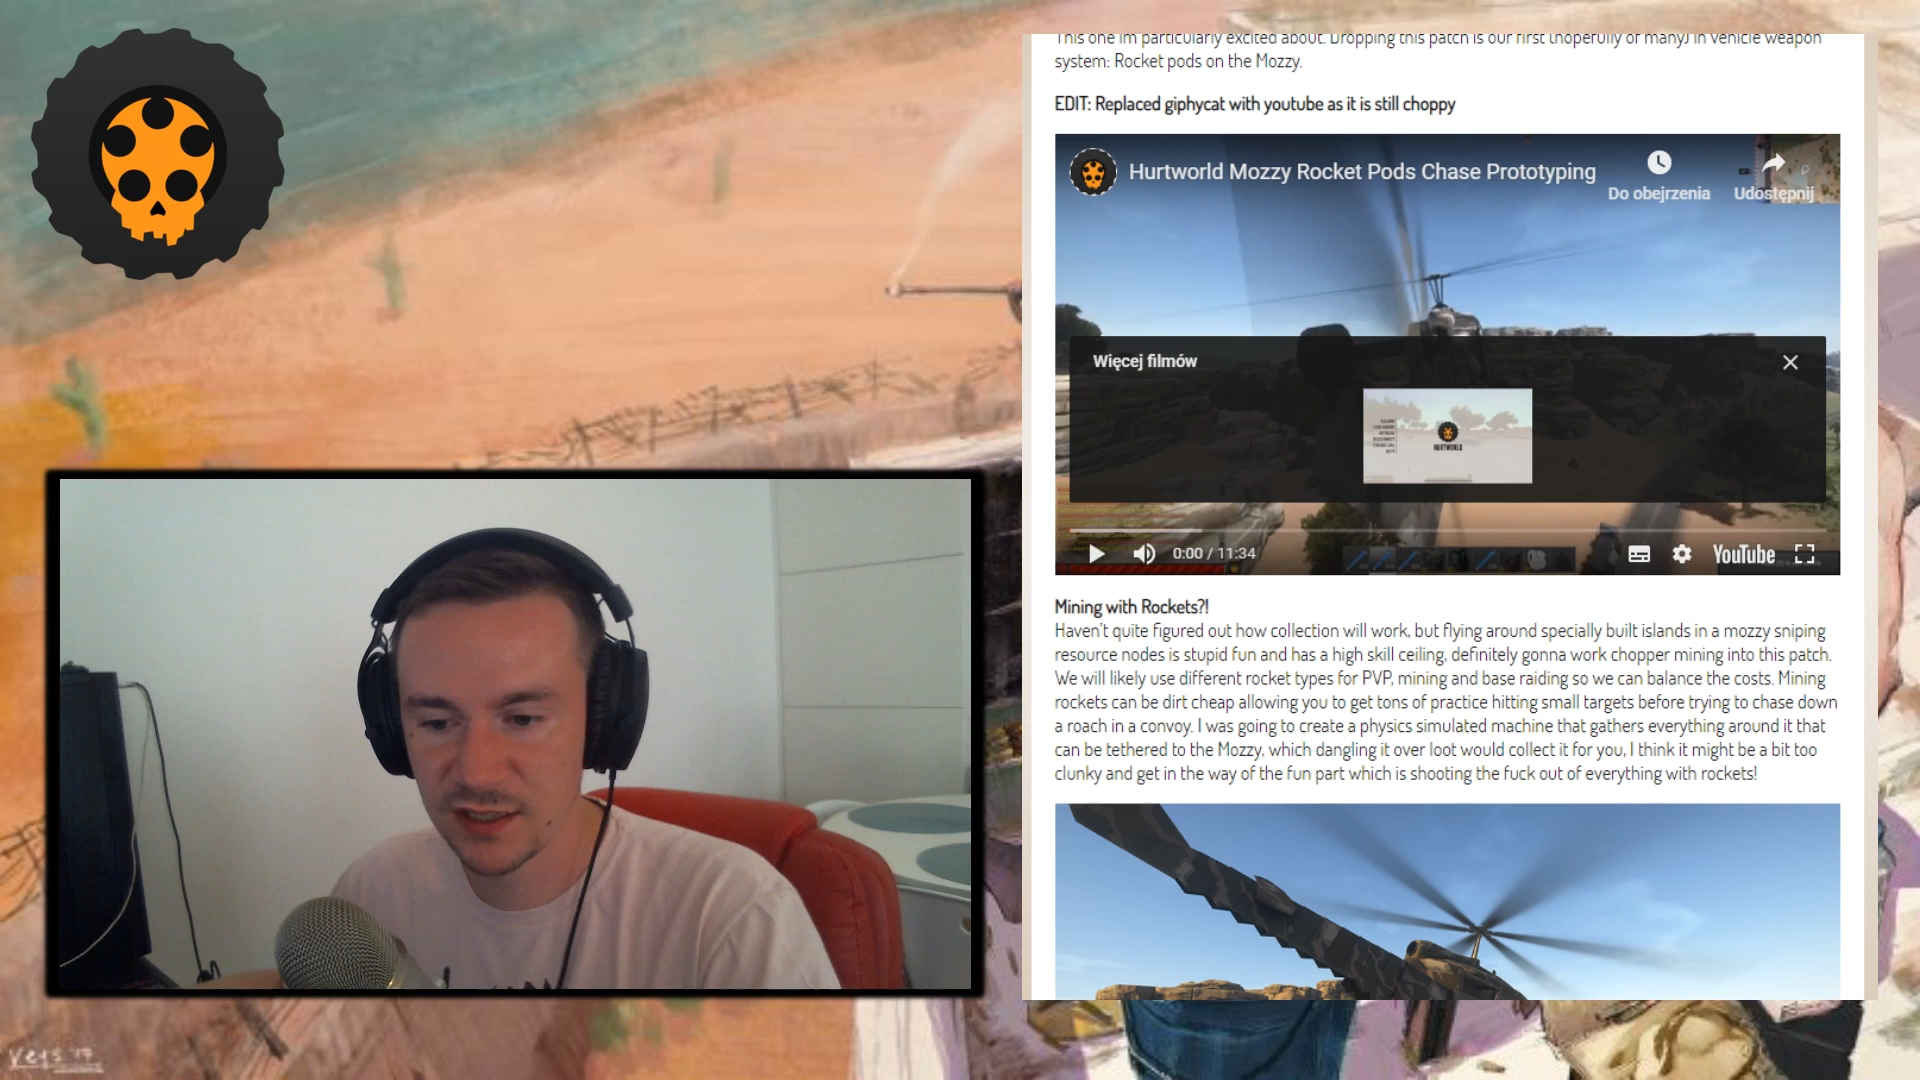 This one im particularly excited about. Dropping this patch is our first (hopefully of many) in vehicle weapon
system: Rocket pods on the Mozzy.
EDIT: Replaced giphycat with youtube as it is still choppy
Hurtworld Mozzy Rocket Pods Chase Prototyping
Do obejrzenia
Udostępnij
Więcej filmów
HURTWORLD
0:00 / 11:34
YouTube
Mining with Rockets?!
Haven't quite figured out how collection will work, but flying around specially built islands in a mozzy sniping
resource nodes is stupid fun and has a high skill ceiling, definitely gonna work chopper mining into this patch.
We will likely use different rocket types for PVP, mining and base raiding so we can balance the costs. Mining
rockets can be dirt cheap allowing you to get tons of practice hitting small targets before trying to chase down
a roach in a convoy. I was going to create a physics simulated machine that gathers everything around it that
can be tethered to the Mozzy, which dangling it over loot would collect it for you, I think it might be a bit too
clunky and get in the way of the fun part which is shooting the fuck out of everything with rockets!